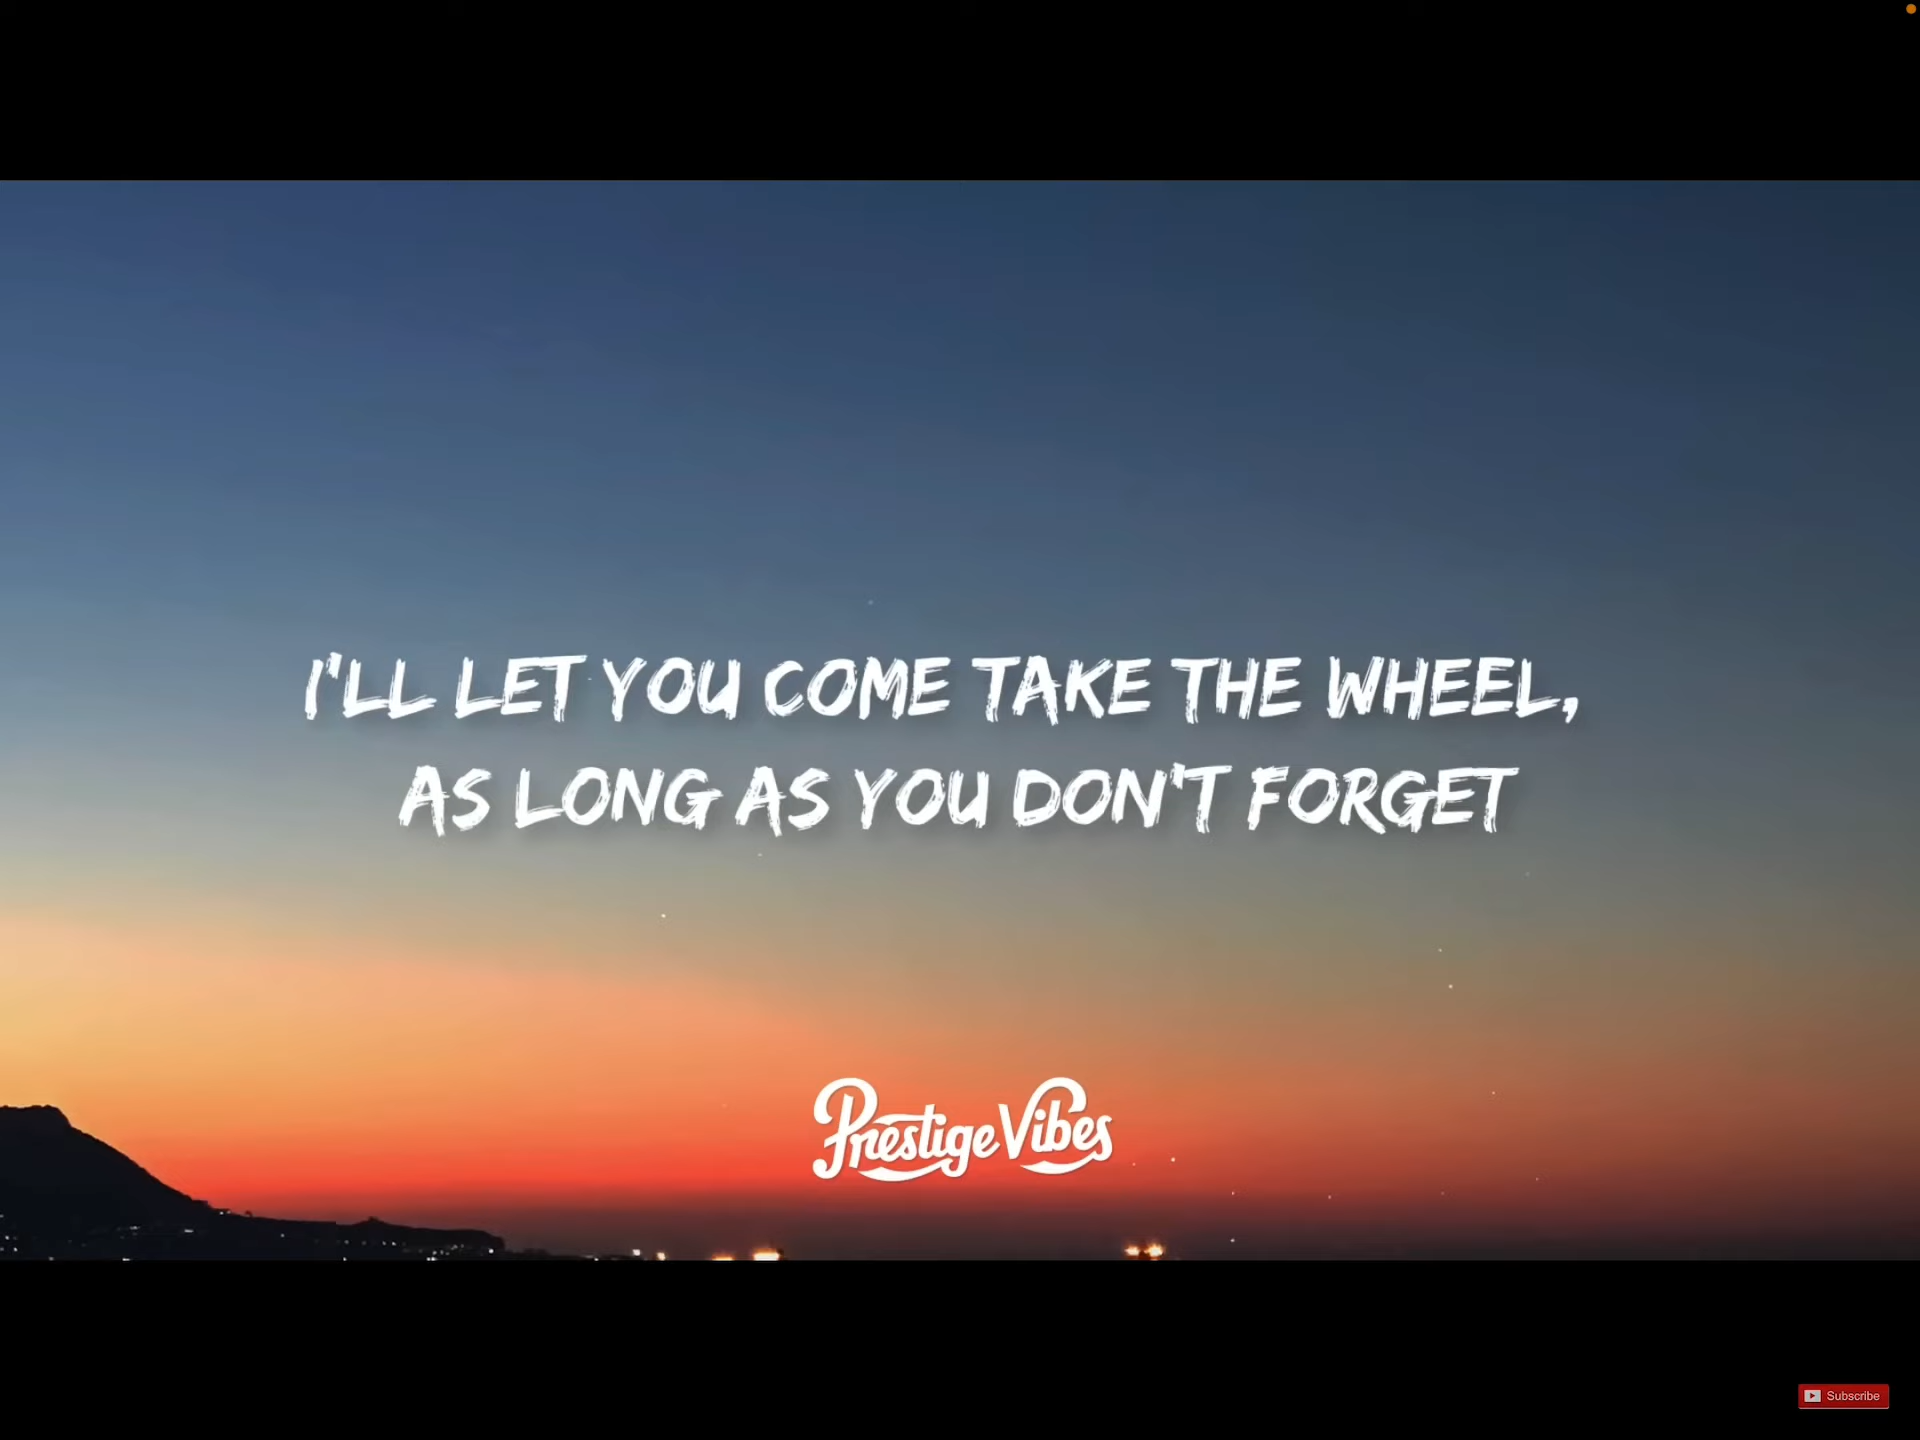 I'LL LET YOU COME TAKE THE WHEEL,
AS LONG AS YOU DON'T FORGET
Prestige Vibes
Subscribe